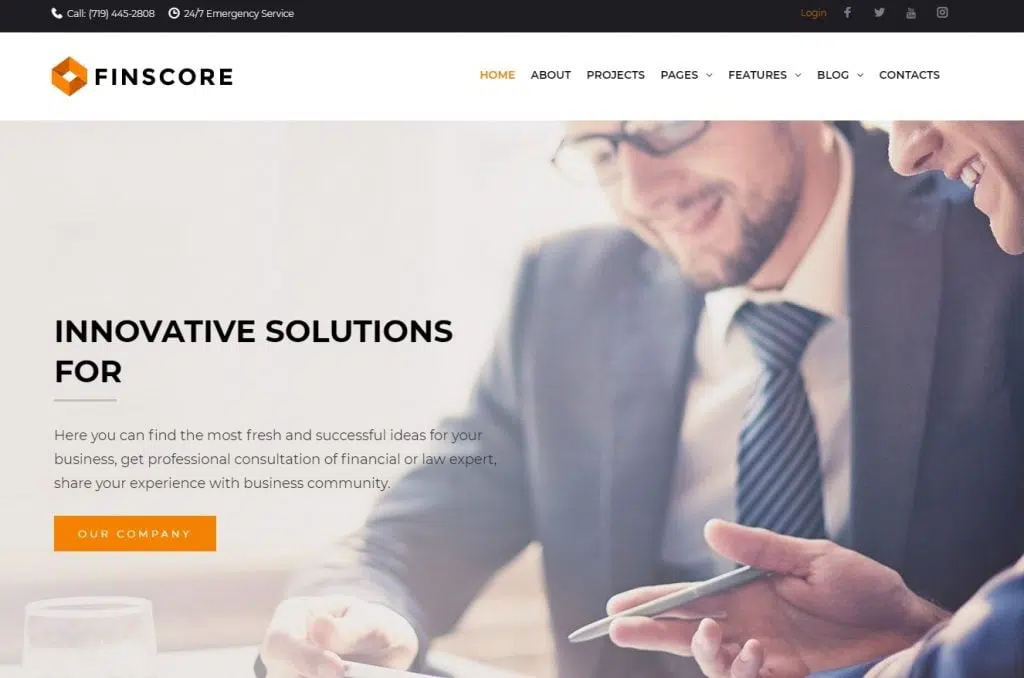 Call: (719) 445-2808 24/7 Emergency Service Login
FINSCORE
HOME ABOUT PROJECTS PAGES FEATURES BLOG CONTACTS
INNOVATIVE SOLUTIONS
FOR
Here you can find the most fresh and successful ideas for your
business, get professional consultation of financial or law expert,
share your experience with business community.
OUR COMPANY